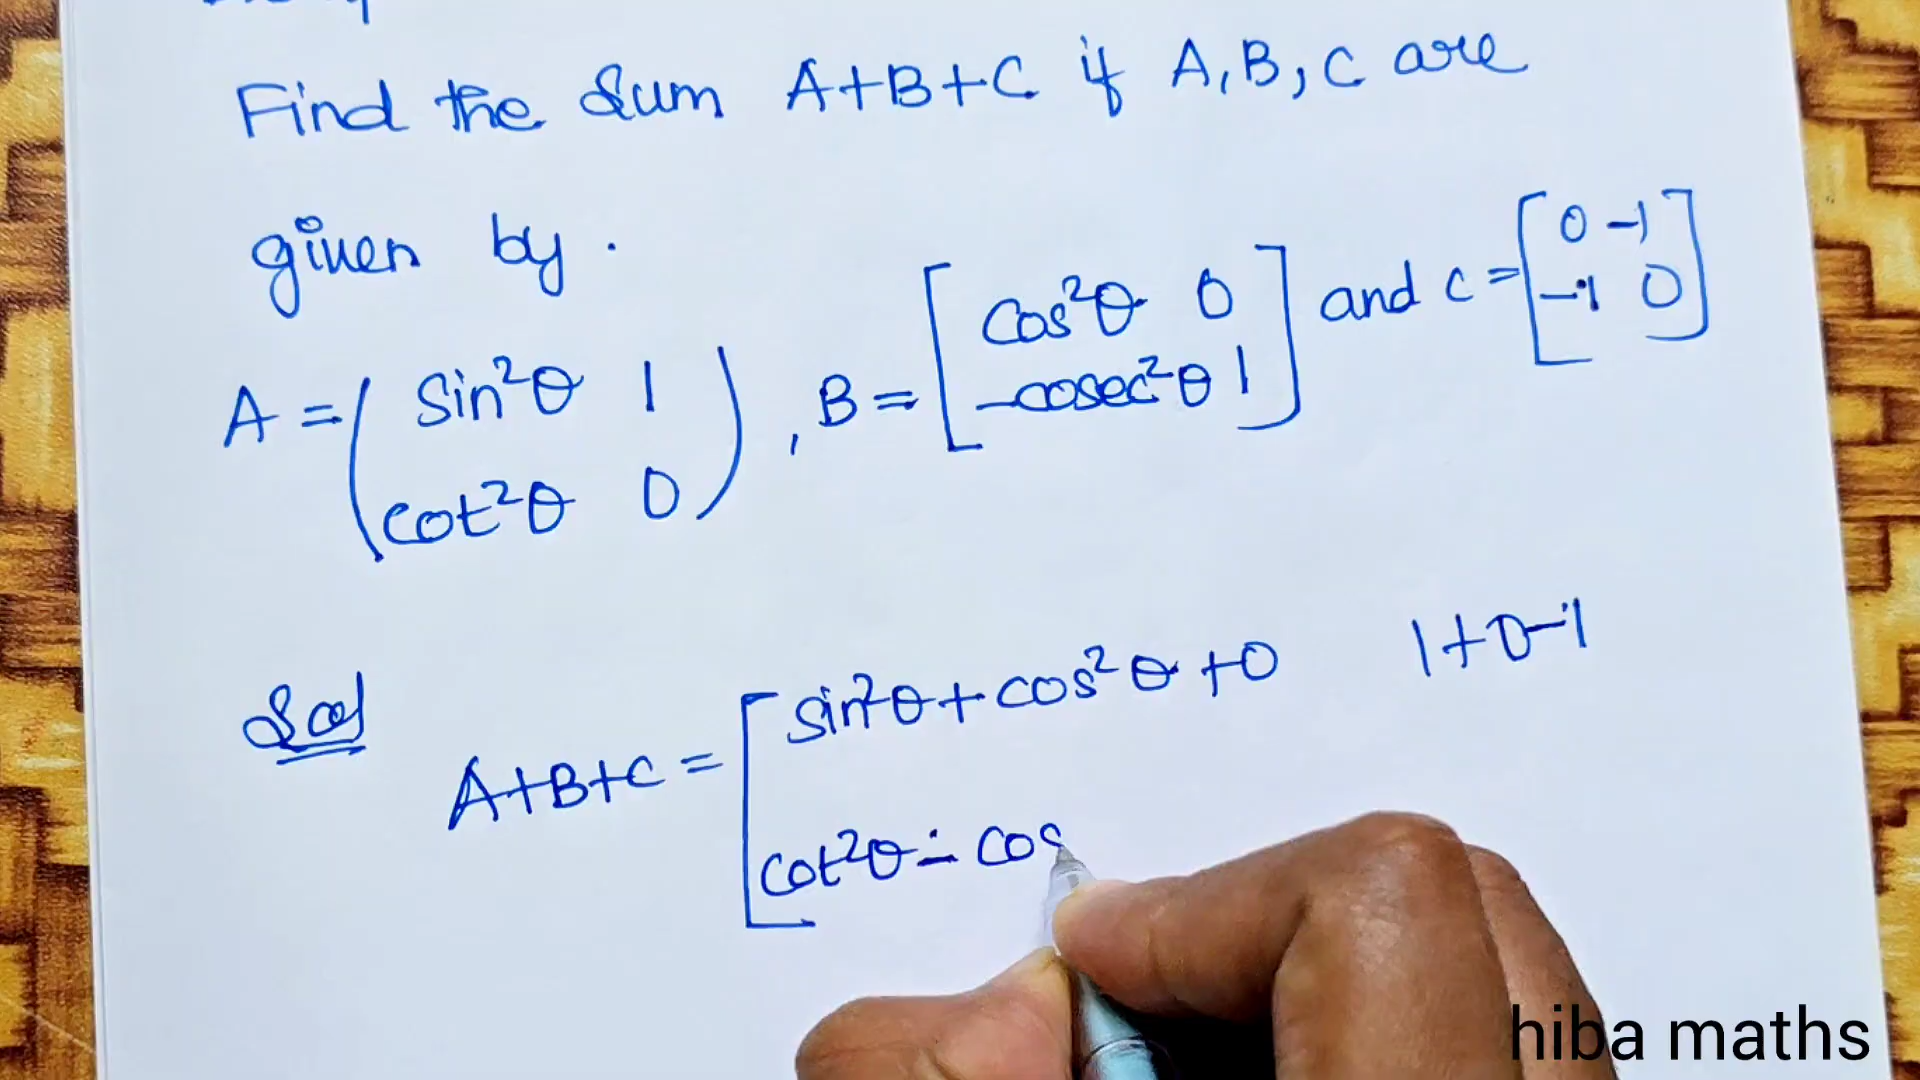 Find the Sum A+B+C if A, B, C are
given by.
A = ( sin²θ 1
cot²θ 0 ) , B = [ cos²θ 0
-cosec²θ 1 ] and C = [ 0 -1
-1 0 ]
Sol
A+B+C = [ sin²θ + cos²θ + 0 1+0-1
cot²θ - cos
hiba maths